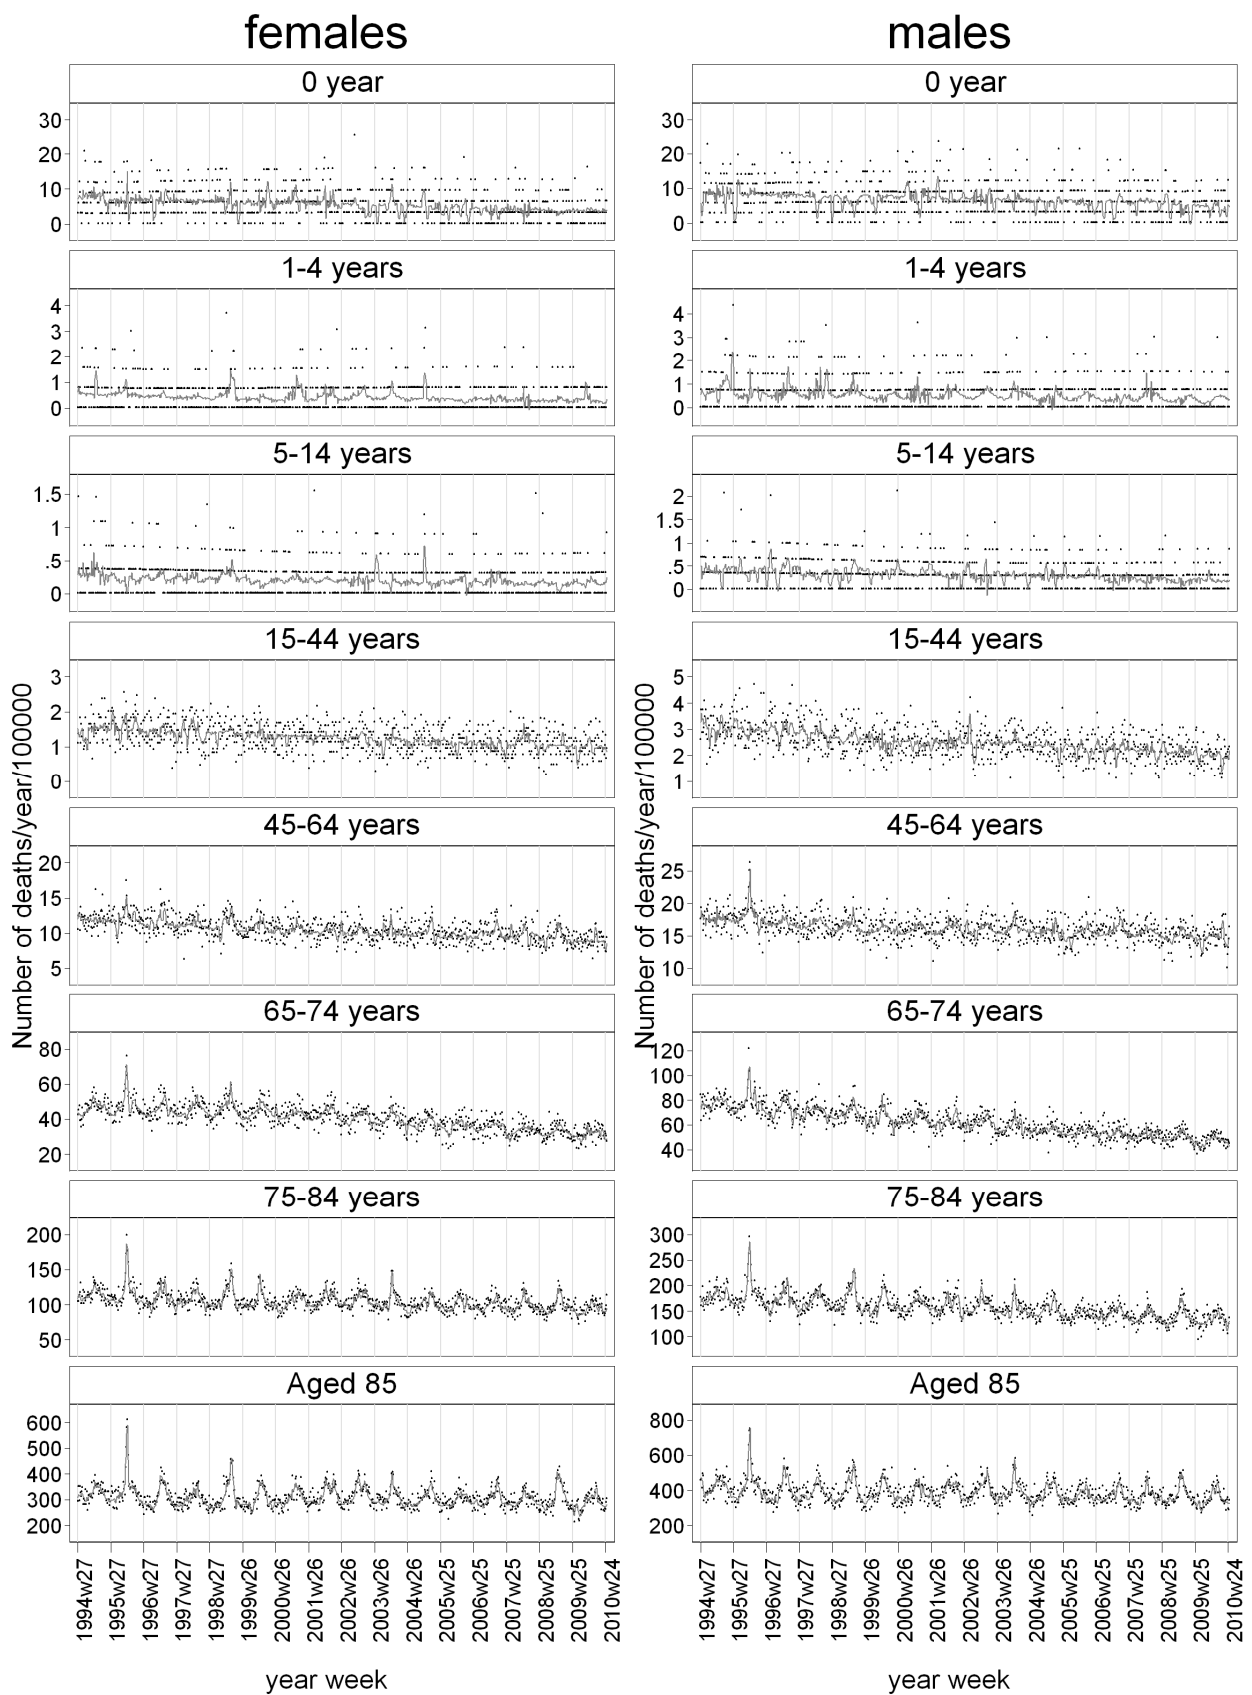 females
0 year
30
20
10
0
1-4 years
4
3
2
1
0
5-14 years
1.5
1
.5
0
15-44 years
3
2
1
0
45-64 years
20
15
10
5
65-74 years
80
60
40
20
75-84 years
200
150
100
50
Aged 85
600
500
400
300
200
Number of deaths/year/100000
1994w27
1995w27
1996w27
1997w27
1998w27
1999w26
2000w26
2001w26
2002w26
2003w26
2004w26
2005w25
2006w25
2007w25
2008w25
2009w25
2010w24
year week
males
0 year
30
20
10
0
1-4 years
4
3
2
1
0
5-14 years
2
1.5
1
.5
0
15-44 years
5
4
3
2
1
45-64 years
25
20
15
10
65-74 years
120
100
80
60
40
75-84 years
300
250
200
150
100
Aged 85
800
600
400
200
Number of deaths/year/100000
1994w27
1995w27
1996w27
1997w27
1998w27
1999w26
2000w26
2001w26
2002w26
2003w26
2004w26
2005w25
2006w25
2007w25
2008w25
2009w25
2010w24
year week